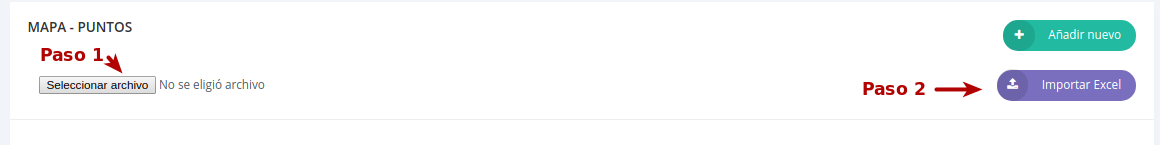 MAPA - PUNTOS
Añadir nuevo
Paso 1
Seleccionar archivo No se eligió archivo
Paso 2
Importar Excel